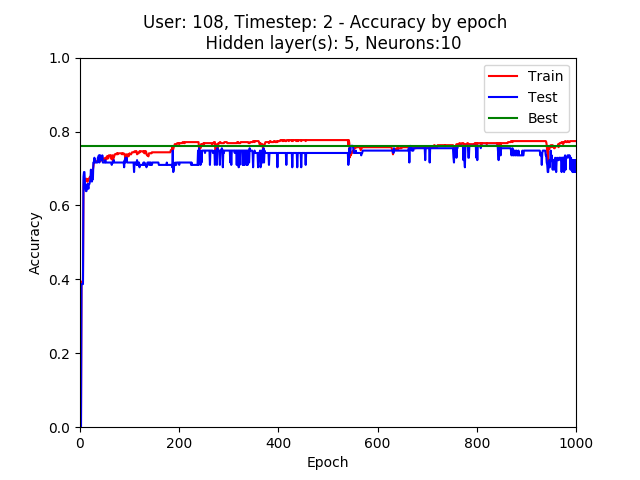 User: 108, Timestep: 2 - Accuracy by epoch
Hidden layer(s): 5, Neurons:10
1.0
Train
Test
Best
0.8
0.6
Accuracy
0.4
0.2
0.0
0 200 400 600 800 1000
Epoch